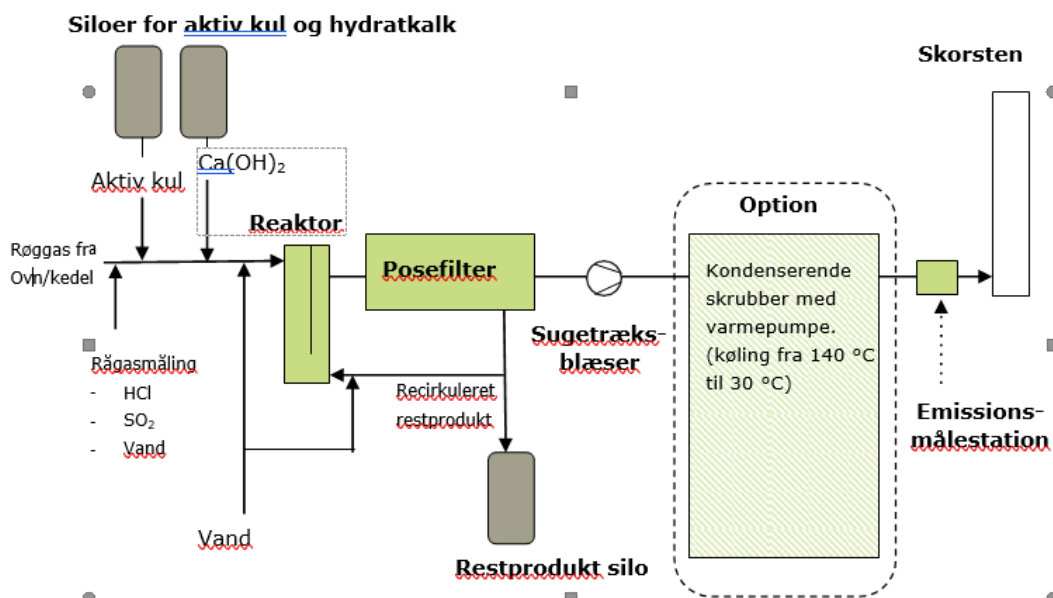 Siloer for aktiv kul og hydratkalk
Skorsten
Ca(OH)₂
Aktiv kul
Reaktor
Option
Røggas fra
Ovn/kedel
Posefilter
Kondenserende
skrubber med
varmepumpe.
(køling fra 140 °C
til 30 °C)
Sugetræks-
blæser
Rågasmåling
- HCl
- SO₂
- Vand
Recirkuleret
restprodukt
Emissions-
målestation
Vand
Restprodukt silo